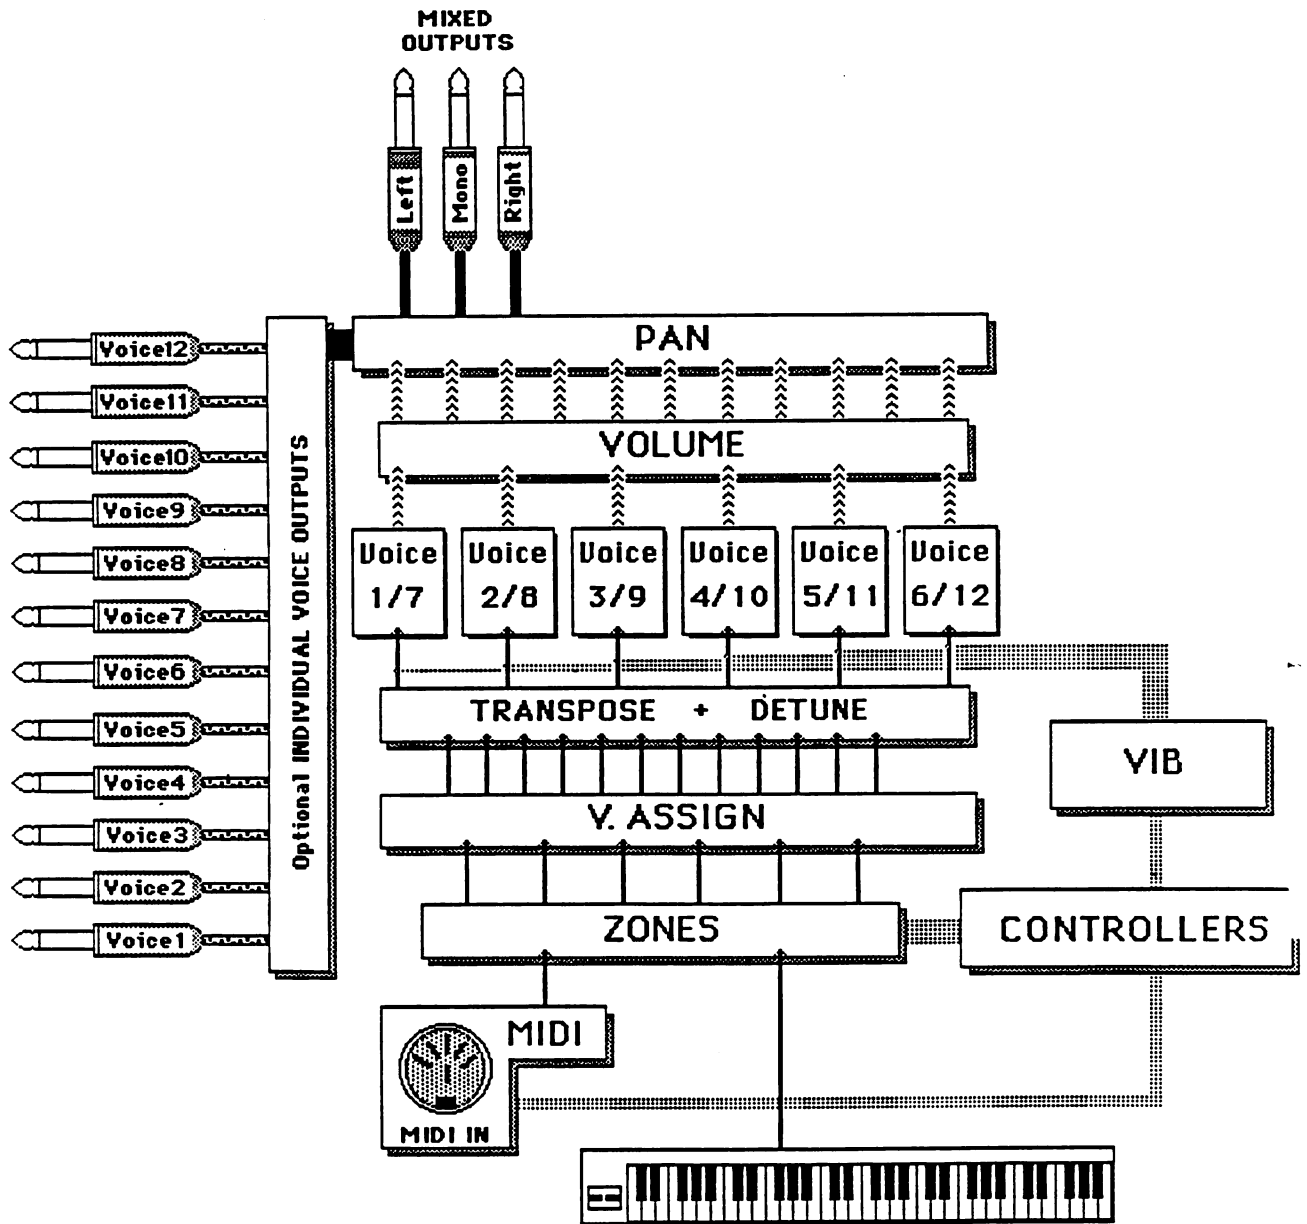 MIXED
OUTPUTS
Left
Mono
Right
PAN
Voice12
Voice11
Voice10
Voice9
Voice8
Voice7
Voice6
Voice5
Voice4
Voice3
Voice2
Voice1
Optional INDIVIDUAL VOICE OUTPUTS
VOLUME
Voice
1/7
Voice
2/8
Voice
3/9
Voice
4/10
Voice
5/11
Voice
6/12
TRANSPOSE + DETUNE
VIB
V. ASSIGN
ZONES
CONTROLLERS
MIDI
MIDI IN